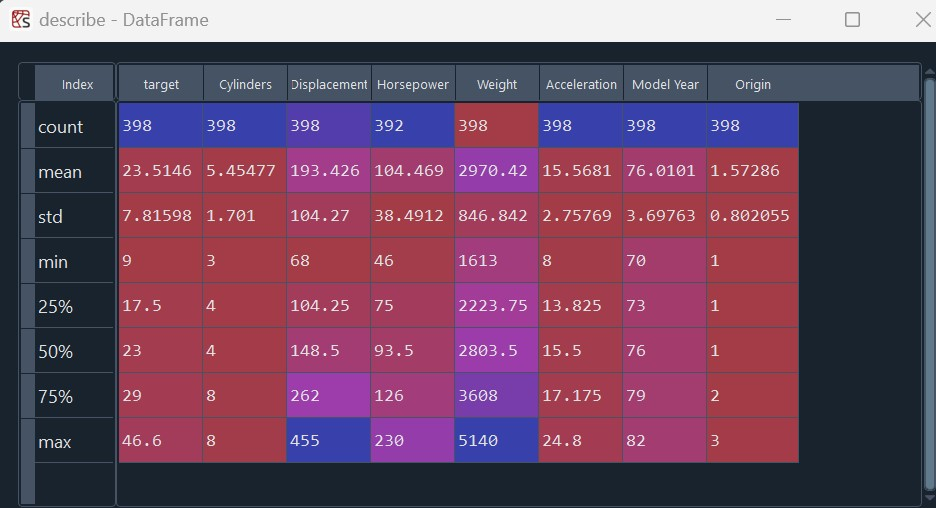 describe - DataFrame
Index target Cylinders Displacement Horsepower Weight Acceleration Model Year Origin
count 398 398 398 392 398 398 398 398
mean 23.5146 5.45477 193.426 104.469 2970.42 15.5681 76.0101 1.57286
std 7.81598 1.701 104.27 38.4912 846.842 2.75769 3.69763 0.802055
min 9 3 68 46 1613 8 70 1
25% 17.5 4 104.25 75 2223.75 13.825 73 1
50% 23 4 148.5 93.5 2803.5 15.5 76 1
75% 29 8 262 126 3608 17.175 79 2
max 46.6 8 455 230 5140 24.8 82 3